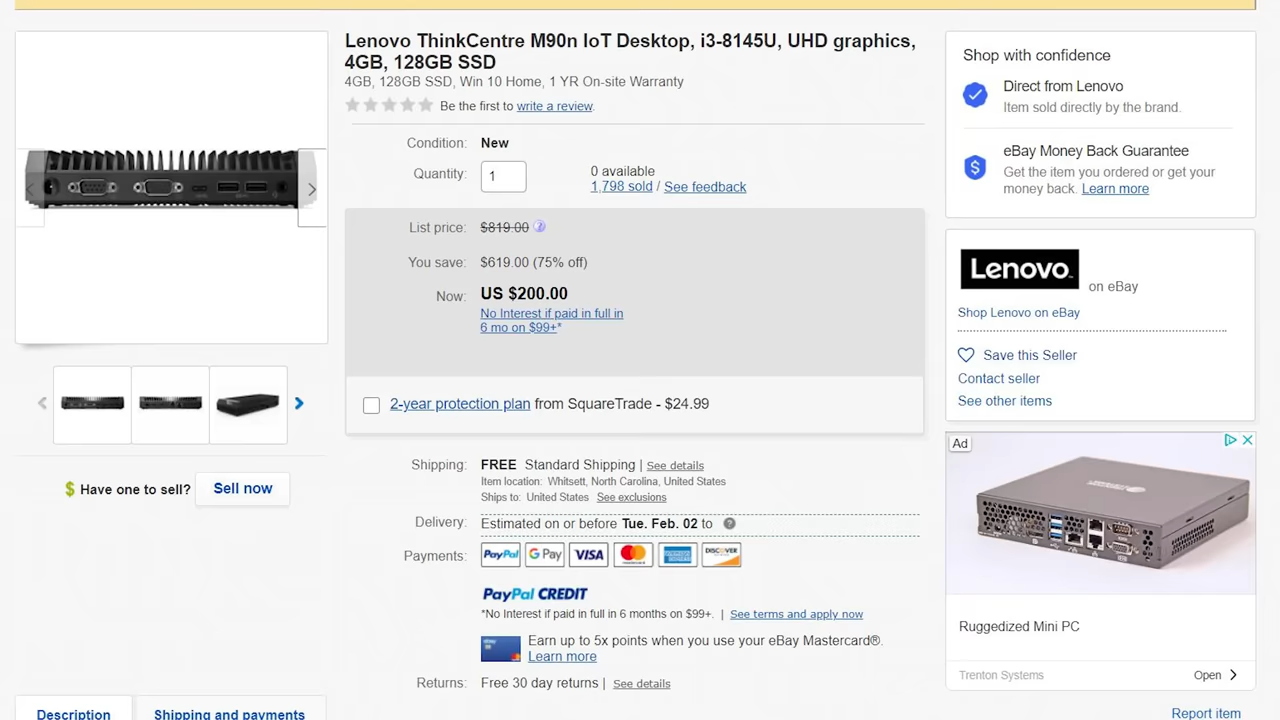 Lenovo ThinkCentre M90n IoT Desktop, i3-8145U, UHD graphics,
4GB, 128GB SSD
4GB, 128GB SSD, Win 10 Home, 1 YR On-site Warranty
Be the first to write a review.
Condition: New
Quantity: 1
0 available
1,798 sold / See feedback
List price: $819.00
You save: $619.00 (75% off)
Now: US $200.00
No Interest if paid in full in
6 mo on $99+*
2-year protection plan from SquareTrade - $24.99
$ Have one to sell? Sell now
Shipping: FREE Standard Shipping | See details
Item location: Whitsett, North Carolina, United States
Ships to: United States See exclusions
Delivery: Estimated on or before Tue. Feb. 02 to ?
Payments: PayPal G Pay VISA mastercard AMERICAN EXPRESS DISCOVER
PayPal CREDIT
*No Interest if paid in full in 6 months on $99+. | See terms and apply now
Earn up to 5x points when you use your eBay Mastercard®.
Learn more
Returns: Free 30 day returns | See details
Description Shipping and payments
Shop with confidence
Direct from Lenovo
Item sold directly by the brand.
eBay Money Back Guarantee
Get the item you ordered or get your
money back. Learn more
Lenovo on eBay
Shop Lenovo on eBay
Save this Seller
Contact seller
See other items
Ad
Ruggedized Mini PC
Trenton Systems Open
Report item